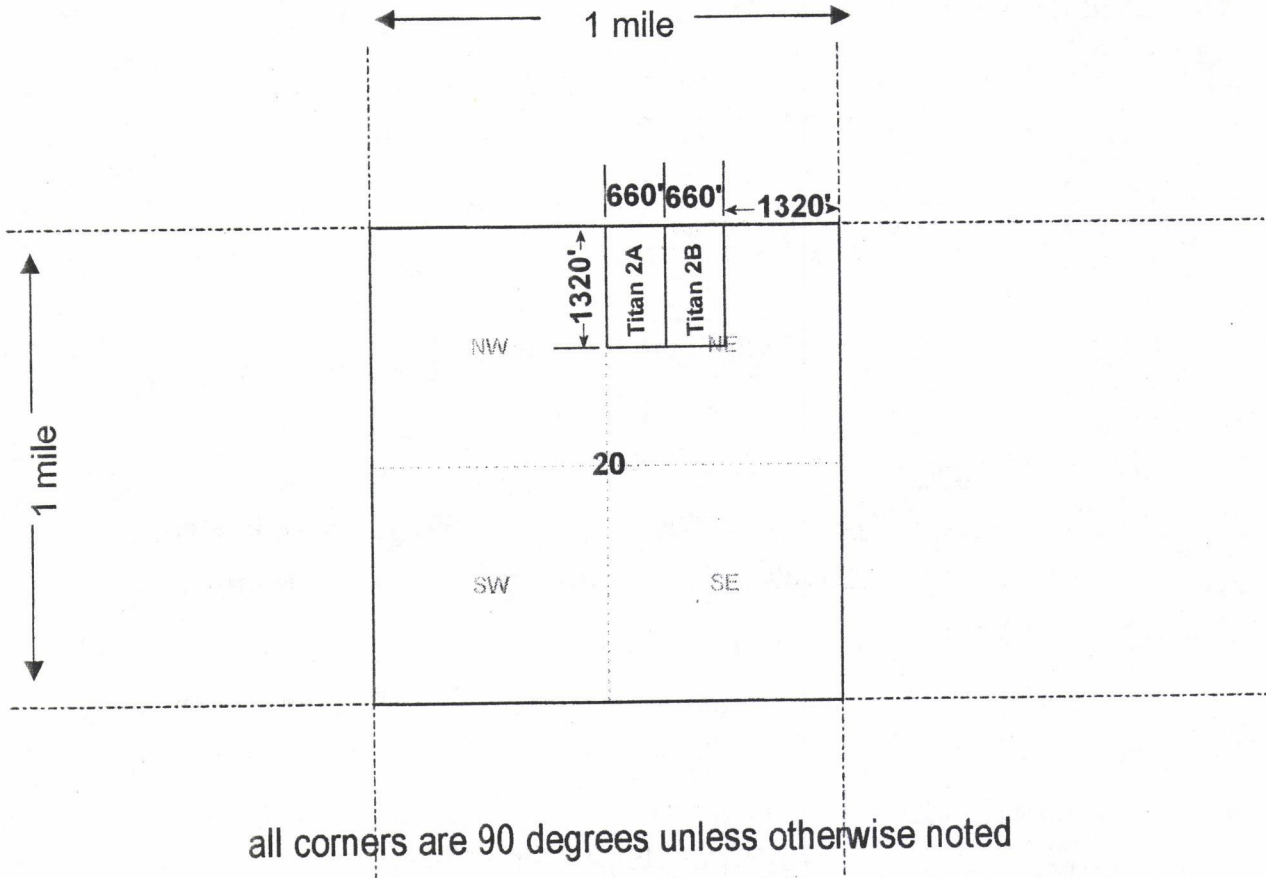 1 mile
660' 660' 1320'
1320'
Titan 2A
Titan 2B
NW
NE
1 mile
20
SW
SE
all corners are 90 degrees unless otherwise noted